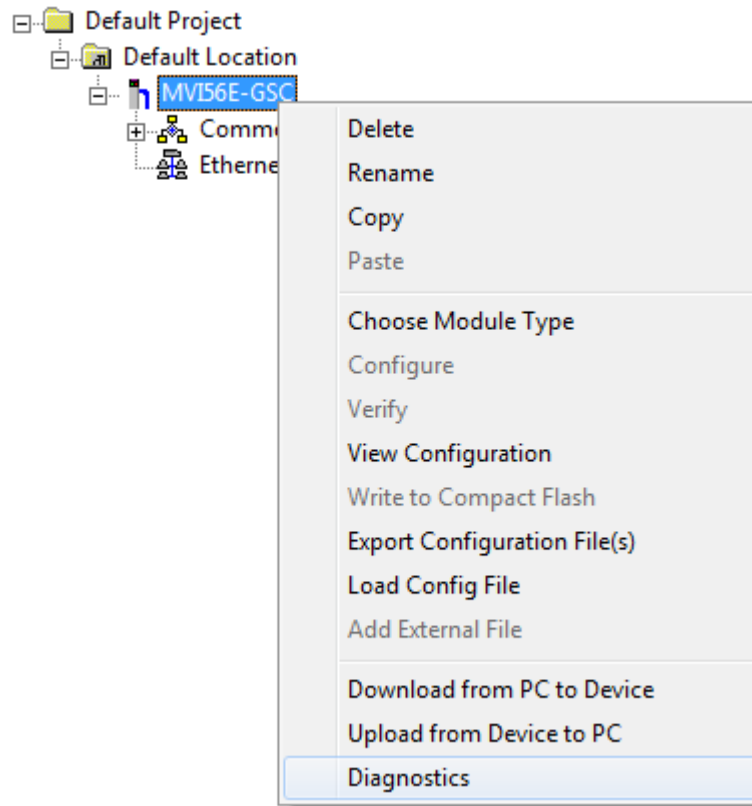 Default Project
Default Location
MVI56E-GSC
Delete
Rename
Copy
Paste
Choose Module Type
Configure
Verify
View Configuration
Write to Compact Flash
Export Configuration File(s)
Load Config File
Add External File
Download from PC to Device
Upload from Device to PC
Diagnostics